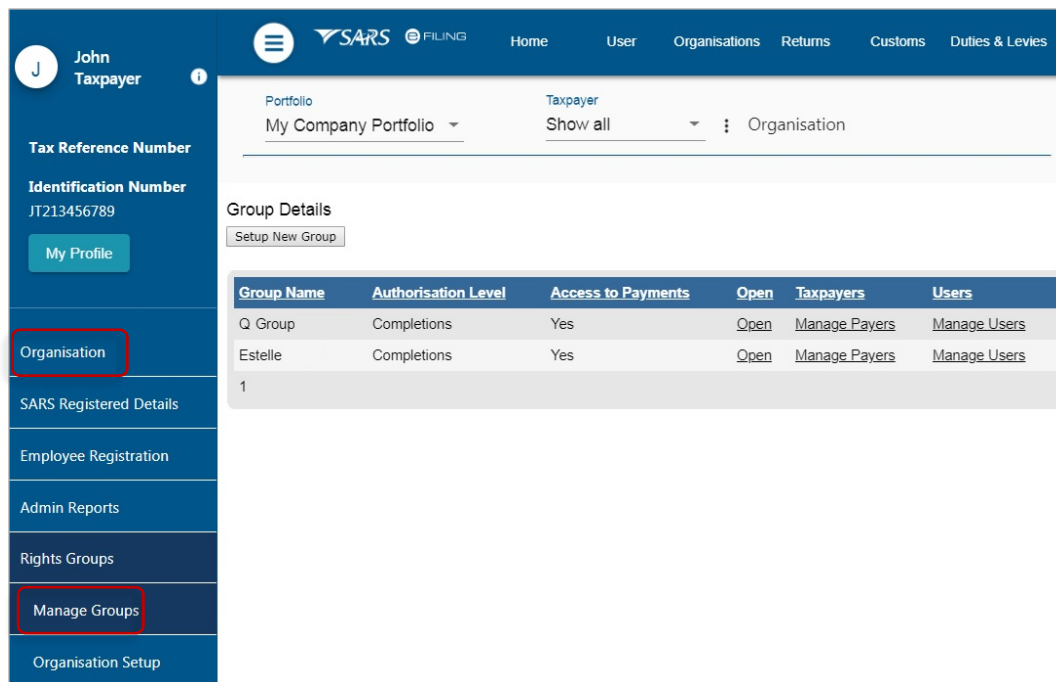 J
John
Taxpayer
i
Tax Reference Number
Identification Number
JT213456789
My Profile
Organisation
SARS Registered Details
Employee Registration
Admin Reports
Rights Groups
Manage Groups
Organisation Setup
SARS eFILING Home User Organisations Returns Customs Duties & Levies
Portfolio Taxpayer
My Company Portfolio Show all Organisation
Group Details
Setup New Group
Group Name Authorisation Level Access to Payments Open Taxpayers Users
Q Group Completions Yes Open Manage Payers Manage Users
Estelle Completions Yes Open Manage Payers Manage Users
1